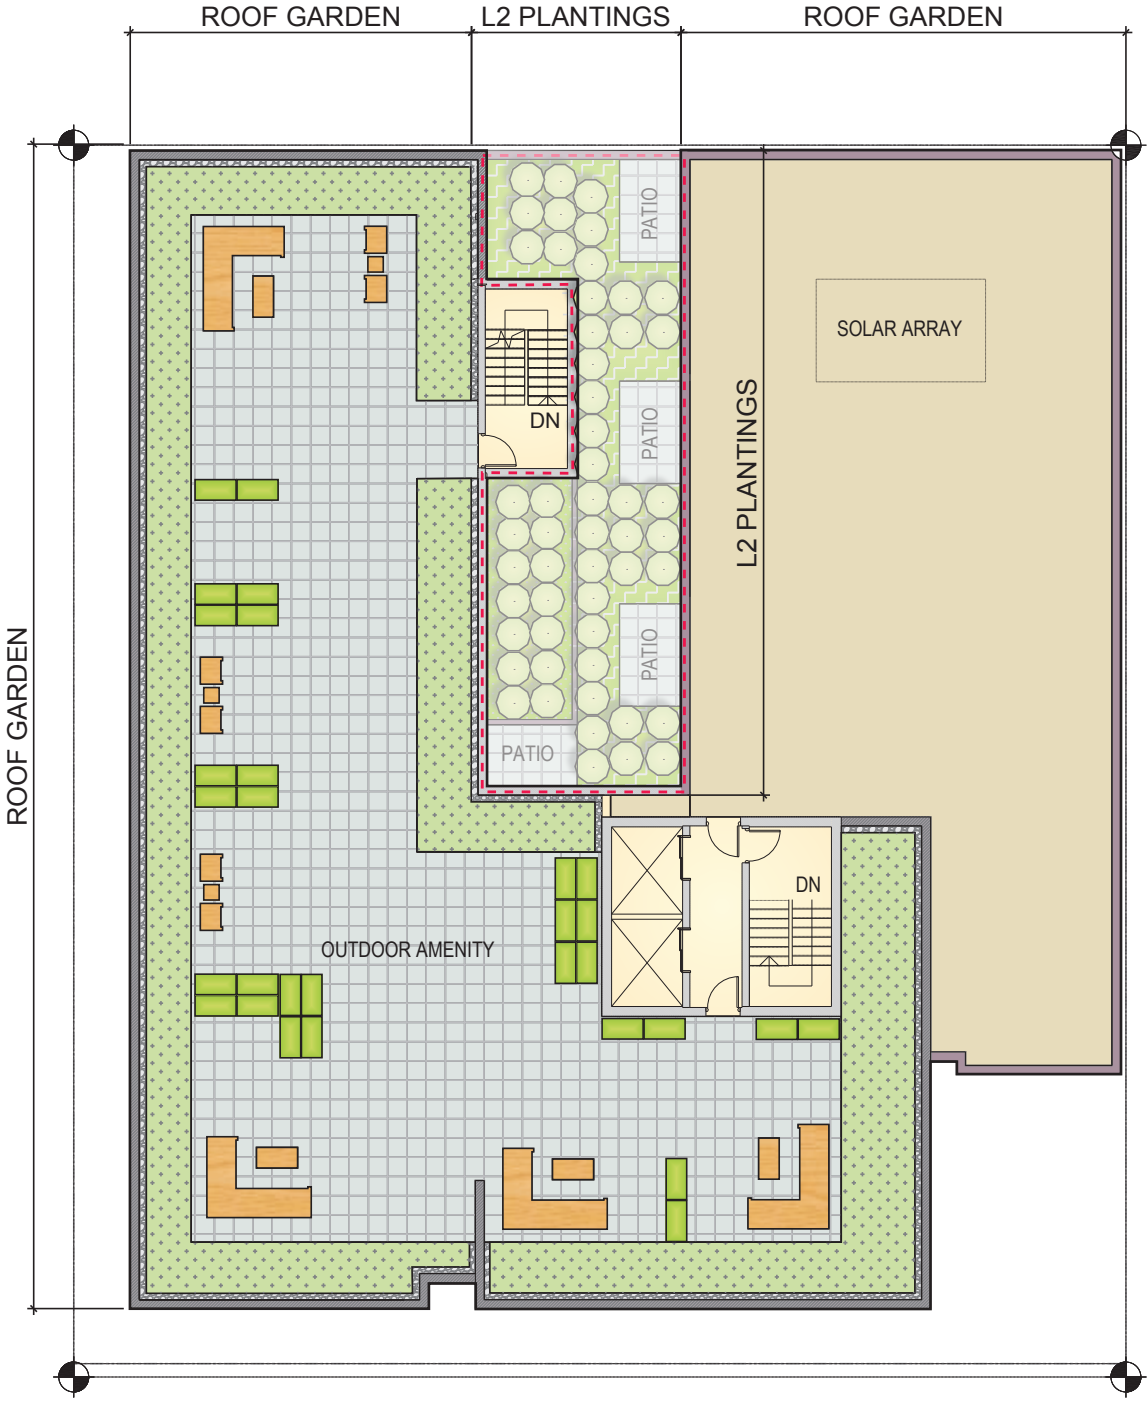 ROOF GARDEN
L2 PLANTINGS
ROOF GARDEN
PATIO
SOLAR ARRAY
DN
PATIO
L2 PLANTINGS
PATIO
ROOF GARDEN
PATIO
DN
OUTDOOR AMENITY